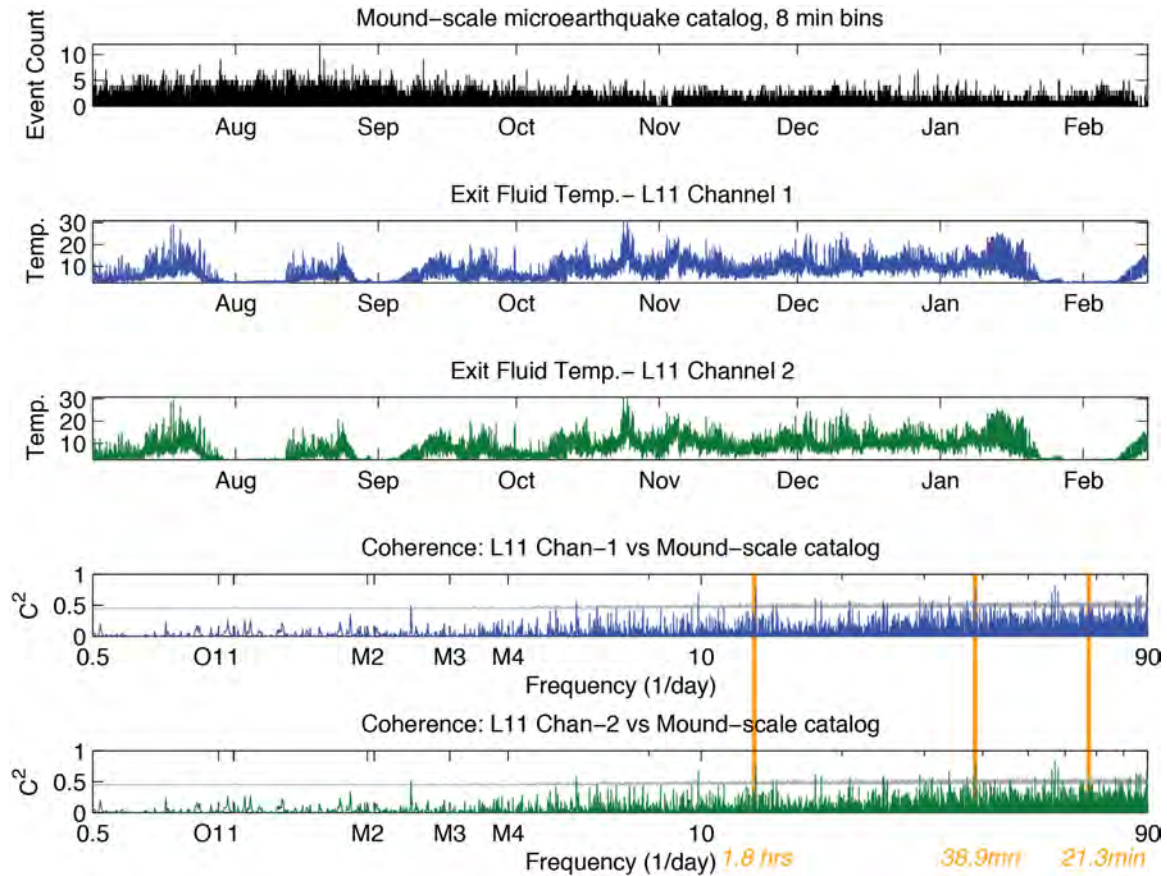 Mound−scale microearthquake catalog, 8 min bins
Event Count
10
5
0
Aug Sep Oct Nov Dec Jan Feb
Exit Fluid Temp.− L11 Channel 1
Temp.
30
20
10
Aug Sep Oct Nov Dec Jan Feb
Exit Fluid Temp.− L11 Channel 2
Temp.
30
20
10
Aug Sep Oct Nov Dec Jan Feb
Coherence: L11 Chan−1 vs Mound−scale catalog
C2
1
0.5
0
0.5 O11 M2 M3 M4 10 90
Frequency (1/day)
Coherence: L11 Chan−2 vs Mound−scale catalog
C2
1
0.5
0
0.5 O11 M2 M3 M4 10 90
Frequency (1/day) 1.8 hrs 38.9mn 21.3min